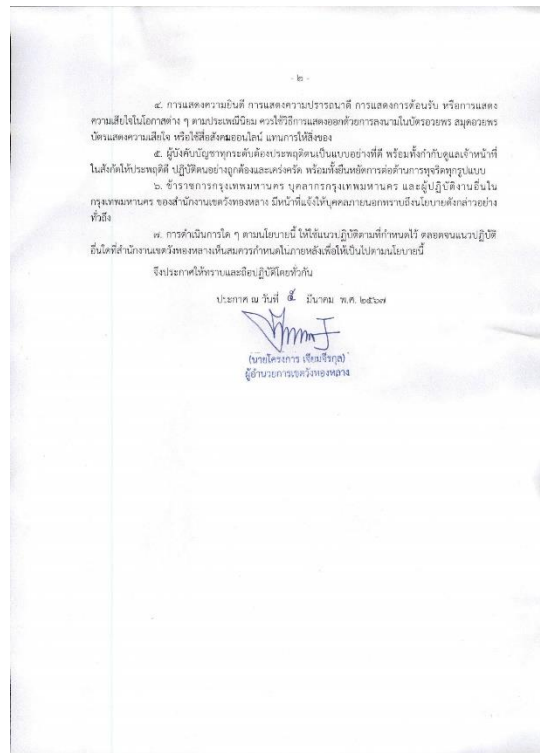 - ๒ -
๔. การแสดงความยินดี การแสดงความปรารถนาดี การแสดงการต้อนรับ หรือการแสดง
ความเสียใจในโอกาสต่าง ๆ ตามประเพณีนิยม ควรใช้วิธีการแสดงออกด้วยการลงนามในบัตรอวยพร สมุดอวยพร
บัตรแสดงความเสียใจ หรือใช้สื่อสังคมออนไลน์ แทนการให้สิ่งของ
๕. ผู้บังคับบัญชาทุกระดับต้องประพฤติตนเป็นแบบอย่างที่ดี พร้อมทั้งกำกับดูแลเจ้าหน้าที่
ในสังกัดให้ประพฤติดี ปฏิบัติตนอย่างถูกต้องและเคร่งครัด พร้อมทั้งยืนหยัดการต่อต้านการทุจริตทุกรูปแบบ
๖. ข้าราชการกรุงเทพมหานคร บุคลากรกรุงเทพมหานคร และผู้ปฏิบัติงานอื่นใน
กรุงเทพมหานคร ของสำนักงานเขตวังทองหลาง มีหน้าที่แจ้งให้บุคคลภายนอกทราบถึงนโยบายดังกล่าวอย่าง
ทั่วถึง
๗. การดำเนินการใด ๆ ตามนโยบายนี้ ให้ใช้แนวปฏิบัติตามที่กำหนดไว้ ตลอดจนแนวปฏิบัติ
อื่นใดที่สำนักงานเขตวังทองหลางเห็นสมควรกำหนดในภายหลังเพื่อให้เป็นไปตามนโยบายนี้
จึงประกาศให้ทราบและถือปฏิบัติโดยทั่วกัน
ประกาศ ณ วันที่ ๕ มีนาคม พ.ศ. ๒๕๖๗
(นายโครงการ เจียมจีรกุล)
ผู้อำนวยการเขตวังทองหลาง